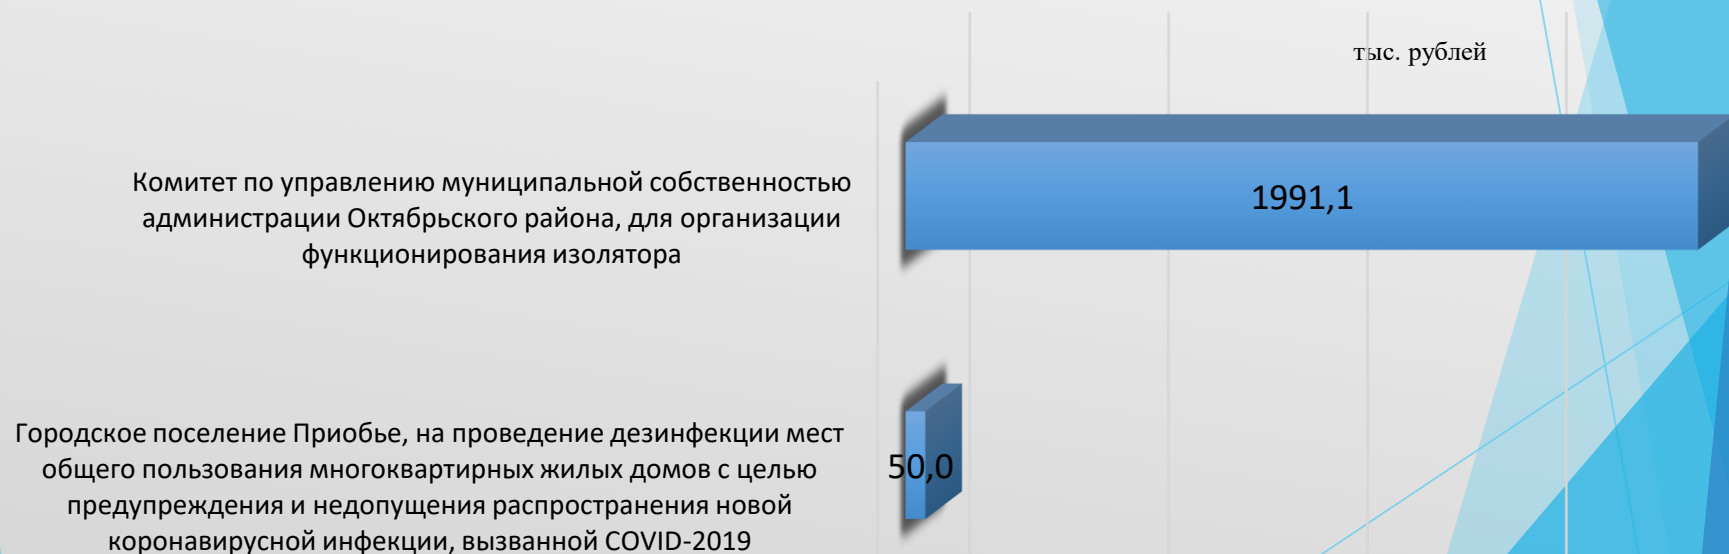 тыс. рублей
Комитет по управлению муниципальной собственностью
администрации Октябрьского района, для организации
функционирования изолятора
1991,1
Городское поселение Приобье, на проведение дезинфекции мест
общего пользования многоквартирных жилых домов с целью
предупреждения и недопущения распространения новой
коронавирусной инфекции, вызванной COVID-2019
50,0